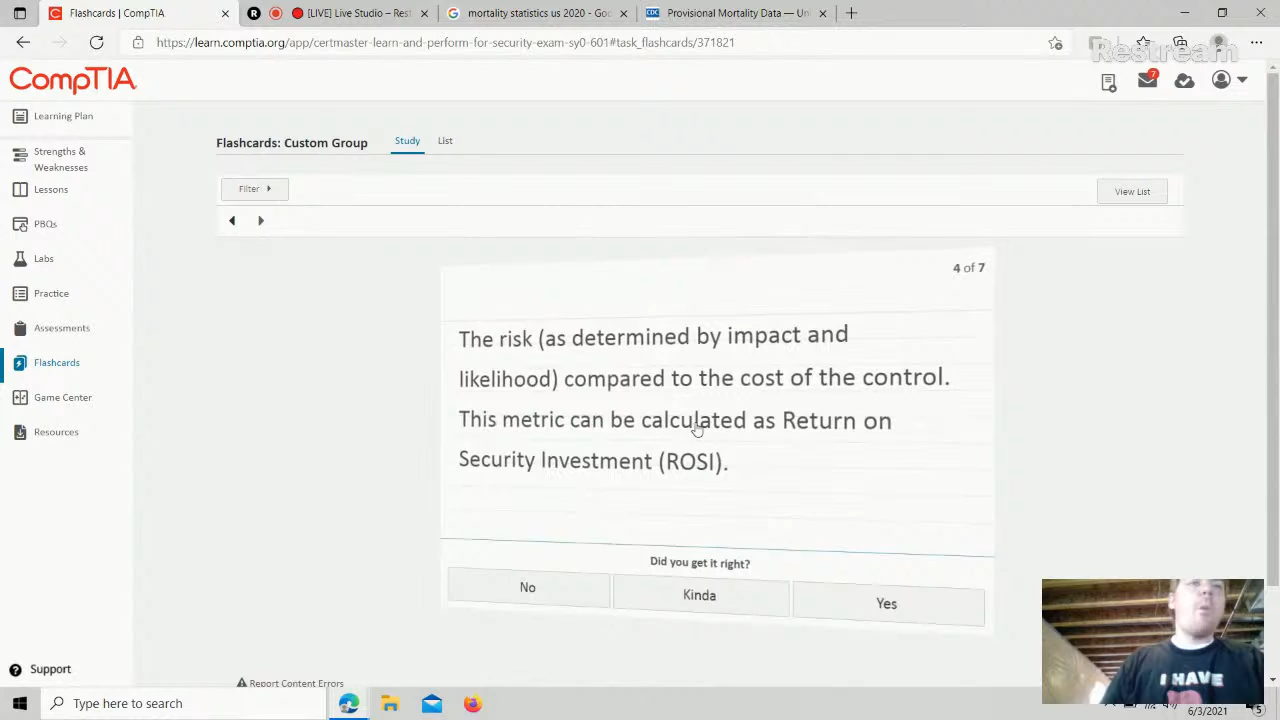 Flashcards | CompTIA
[LIVE] Live Studio – Rest
mortality statistics us 2020 - Goo
Provisional Mortality Data — Un
https://learn.comptia.org/app/certmaster-learn-and-perform-for-security-exam-sy0-601#task_flashcards/371821
Restream
CompTIA
7
Learning Plan
Strengths &
Weaknesses
Lessons
PBQs
Labs
Practice
Assessments
Flashcards
Game Center
Resources
Support
Flashcards: Custom Group
Study
List
Filter
View List
4 of 7
The risk (as determined by impact and
likelihood) compared to the cost of the control.
This metric can be calculated as Return on
Security Investment (ROSI).
Did you get it right?
No
Kinda
Yes
Report Content Errors
I HAVE
Type here to search
6/3/2021
5